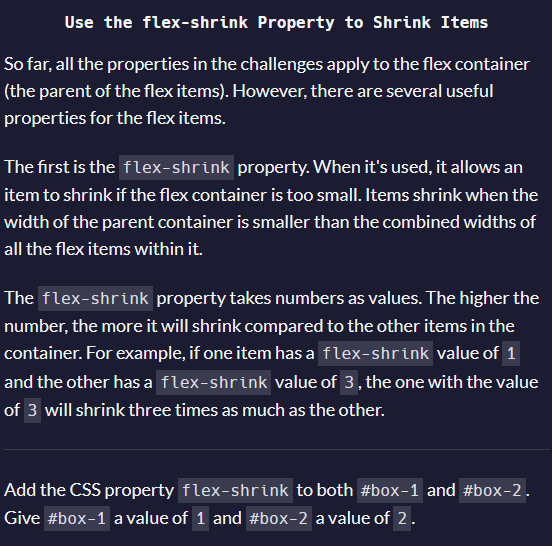 Use the flex-shrink Property to Shrink Items
So far, all the properties in the challenges apply to the flex container
(the parent of the flex items). However, there are several useful
properties for the flex items.
The first is the flex-shrink property. When it's used, it allows an
item to shrink if the flex container is too small. Items shrink when the
width of the parent container is smaller than the combined widths of
all the flex items within it.
The flex-shrink property takes numbers as values. The higher the
number, the more it will shrink compared to the other items in the
container. For example, if one item has a flex-shrink value of 1
and the other has a flex-shrink value of 3, the one with the value
of 3 will shrink three times as much as the other.
Add the CSS property flex-shrink to both #box-1 and #box-2.
Give #box-1 a value of 1 and #box-2 a value of 2.